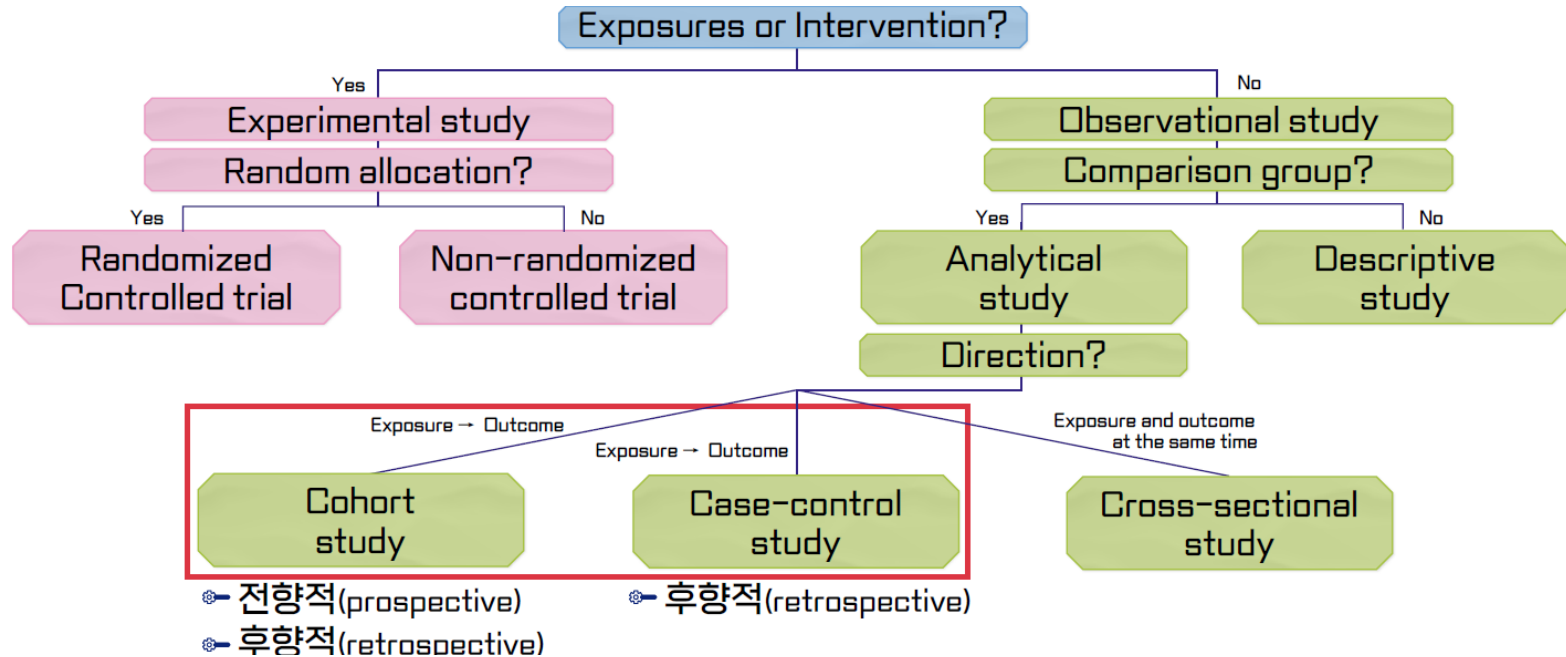 Exposures or Intervention?
Yes
No
Experimental study
Observational study
Random allocation?
Comparison group?
Yes
No
Yes
No
Randomized
Controlled trial
Non-randomized
controlled trial
Analytical
study
Descriptive
study
Direction?
Exposure → Outcome
Exposure → Outcome
Exposure and outcome
at the same time
Cohort
study
Case-control
study
Cross-sectional
study
전향적(prospective)
후향적(retrospective)
후향적(retrospective)